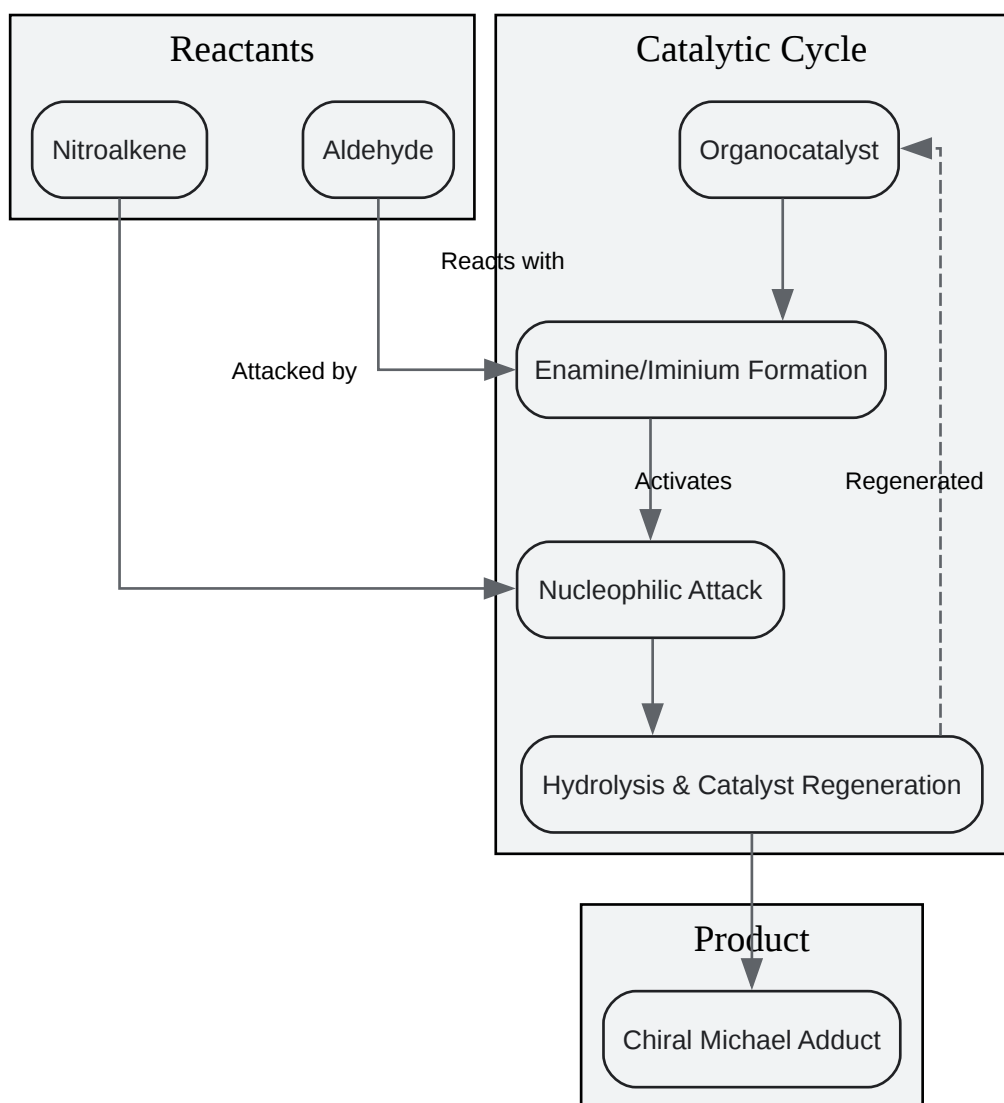 Reactants
Catalytic Cycle
Nitroalkene
Aldehyde
Organocatalyst
Reacts with
Enamine/Iminium Formation
Attacked by
Activates
Regenerated
Nucleophilic Attack
Hydrolysis & Catalyst Regeneration
Product
Chiral Michael Adduct